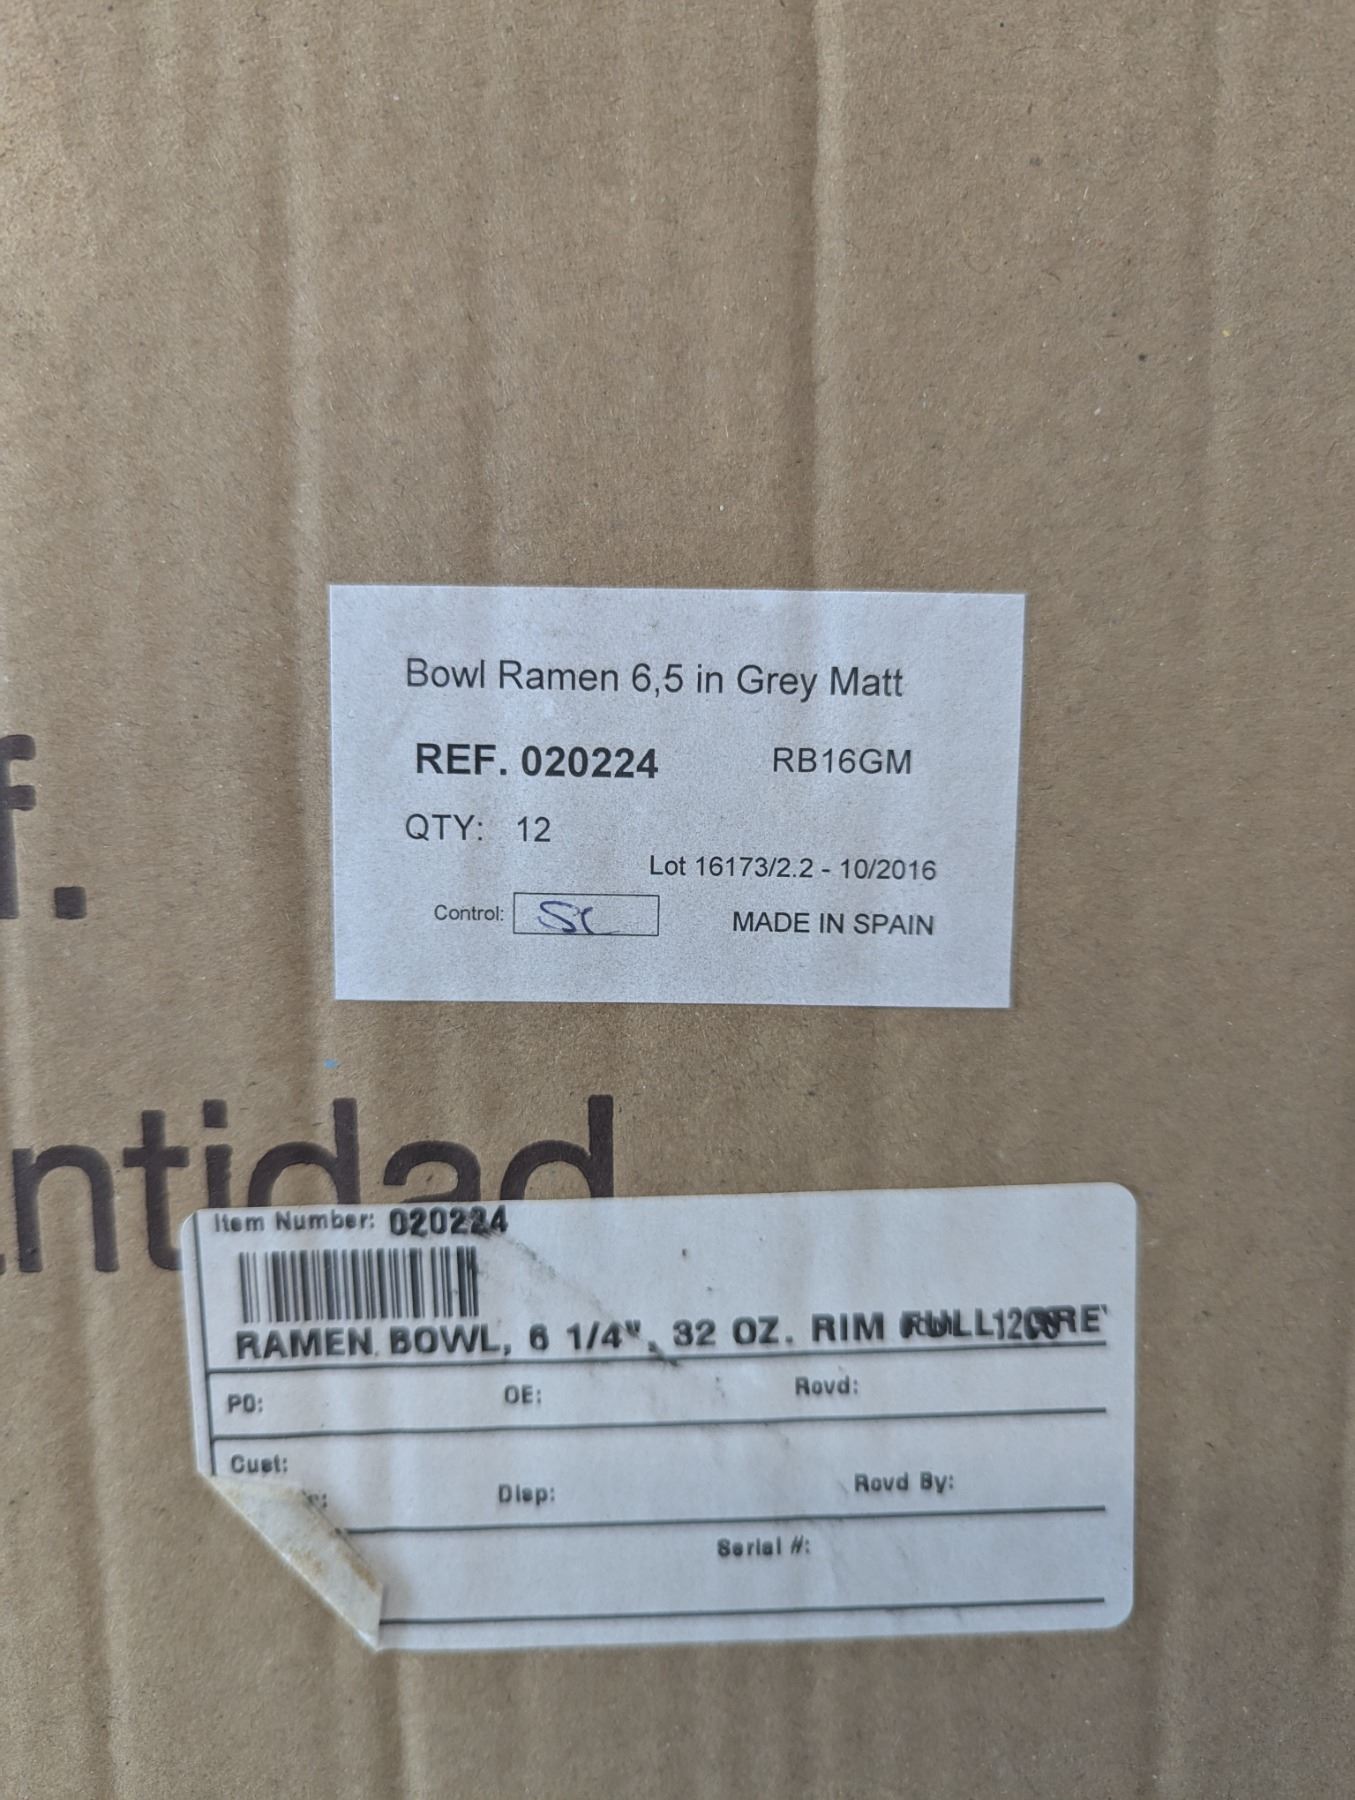 Bowl Ramen 6,5 in Grey Matt
REF. 020224 RB16GM
QTY: 12
Lot 16173/2.2 - 10/2016
Control: SC
MADE IN SPAIN
f.
ntidad
Item Number: 020224
RAMEN BOWL, 6 1/4", 32 OZ. RIM FULL
PO: OE: Rcvd:
Cust:
Disp: Rcvd By:
Serial #: